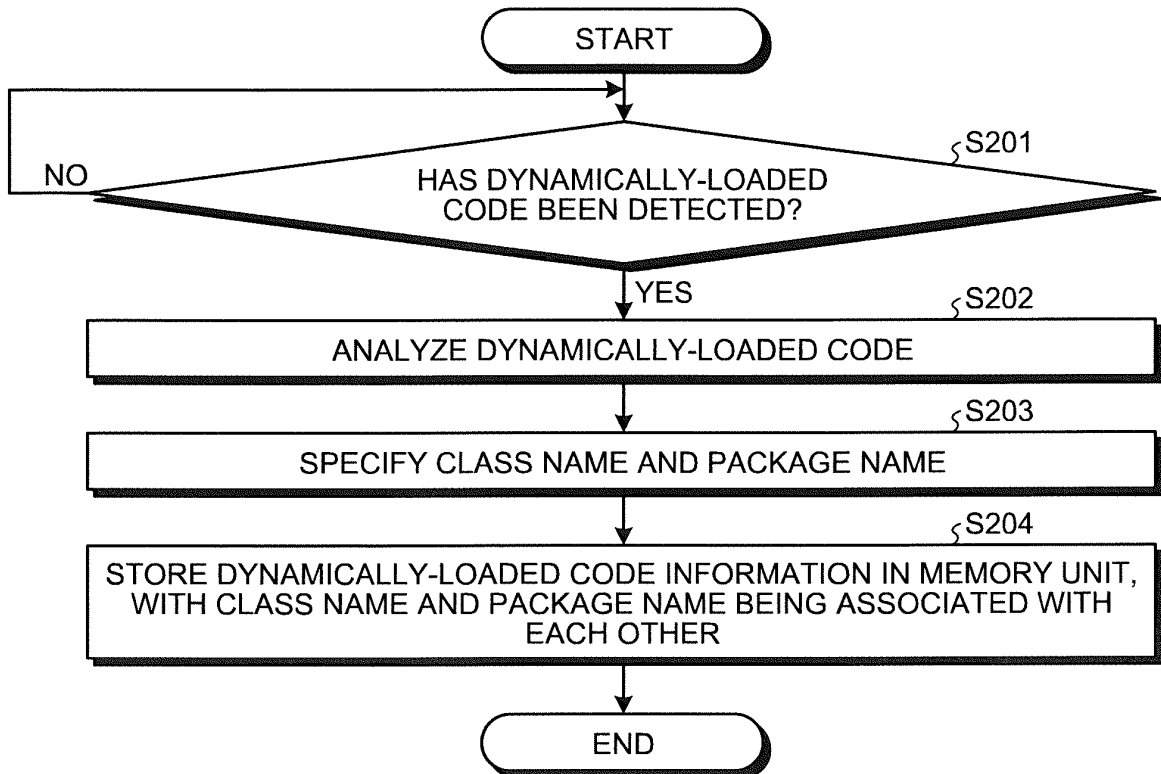 START
S201
NO
HAS DYNAMICALLY-LOADED
CODE BEEN DETECTED?
YES
S202
ANALYZE DYNAMICALLY-LOADED CODE
S203
SPECIFY CLASS NAME AND PACKAGE NAME
S204
STORE DYNAMICALLY-LOADED CODE INFORMATION IN MEMORY UNIT,
WITH CLASS NAME AND PACKAGE NAME BEING ASSOCIATED WITH
EACH OTHER
END